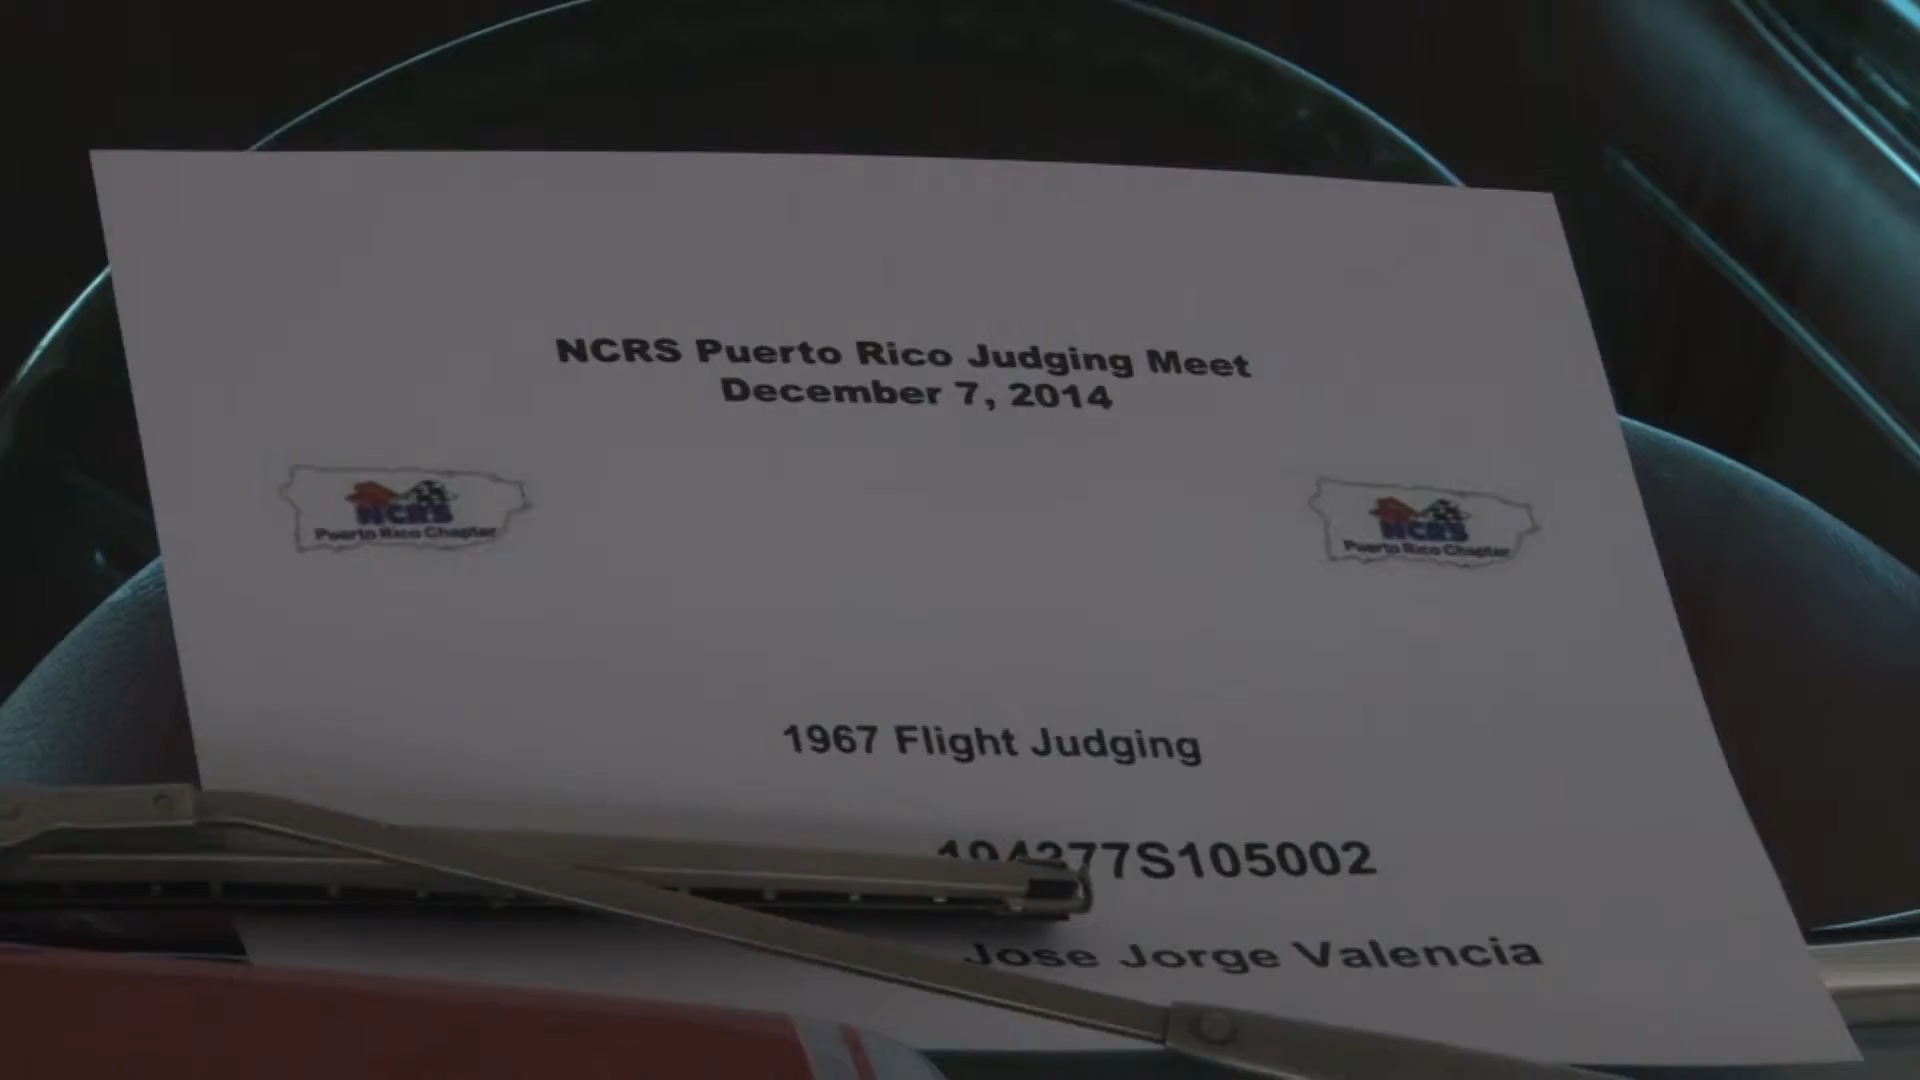 NCRS Puerto Rico Judging Meet
December 7, 2014
NCRS
Puerto Rico Chapter
NCRS
Puerto Rico Chapter
1967 Flight Judging
194377S105002
Jose Jorge Valencia